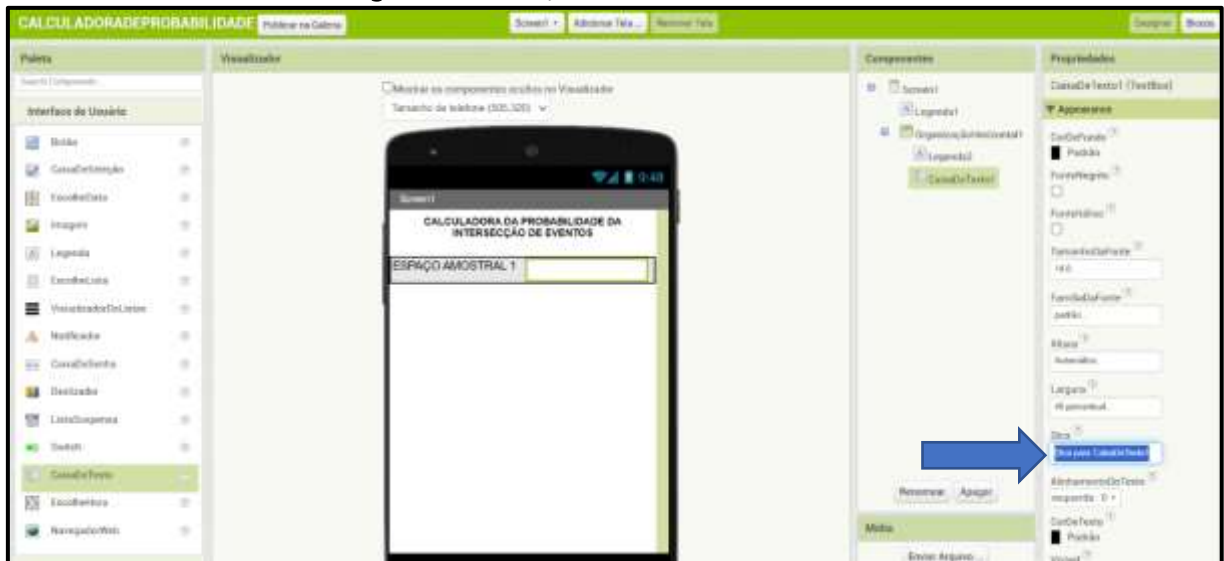 CALCULADORADEPROBABILIDADE Publicar na Galeria Screen1 Adicionar Tela ... Remover Tela Designer Blocos
Paleta
Visualizador
Componentes
Propriedades
Interface de Usuário
Mostrar os componentes ocultos no Visualizador
Tamanho de telefone (505,320)
Botão
CaixaDeSeleção
EscolheData
Imagem
Legenda
EscolheLista
VisualizadorDeListas
Notificador
CaixaDeSenha
Deslizador
ListaSuspensa
Switch
CaixaDeTexto
EscolheHora
NavegadorWeb
9:48
Screen1
CALCULADORA DA PROBABILIDADE DA
INTERSECÇÃO DE EVENTOS
ESPAÇO AMOSTRAL 1
Screen1
Legenda1
OrganizaçãoHorizontal1
Legenda2
CaixaDeTexto1
Renomear Apagar
Mídia
Enviar Arquivo ...
CaixaDeTexto1 (TextBox)
Appearance
CorDeFundo
Padrão
FonteNegrito
FonteItálico
TamanhoDaFonte
14.0
FamíliaDaFonte
padrão
Altura
Automático
Largura
Dica
Dica para CaixaDeTexto1
AlinhamentoDoTexto
esquerda : 0
CorDeTexto
Padrão